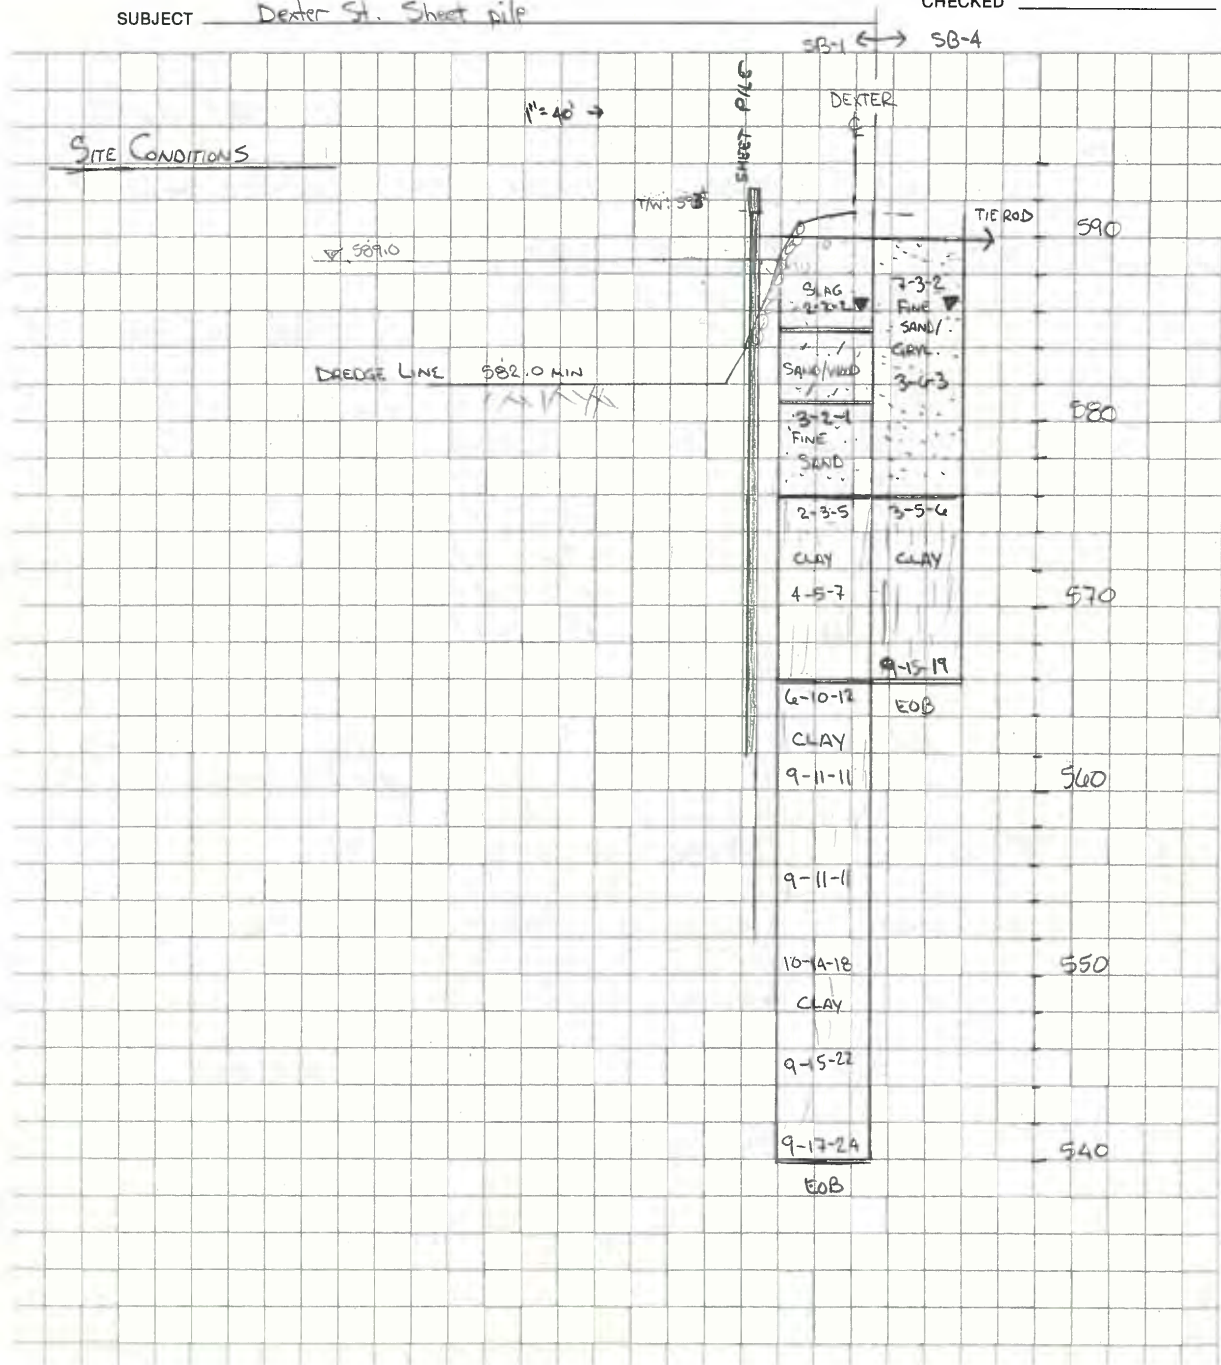 SUBJECT Dexter St. Sheet pile
CHECKED
SB-1 ↔ SB-4
1"=40' →
SHEET PILE
DEXTER
℄
SITE CONDITIONS
T/W:
TIE ROD
590
589.0
SLAG
2-2-2
7-3-2
FINE
SAND/
GRVL.
DREDGE LINE 582.0 MIN
SAND/WOOD
580
3-2-1
FINE
SAND
2-3-5
3-5-6
CLAY
CLAY
4-5-7
570
9-15-19
6-10-12
EOB
CLAY
9-11-11
560
9-11-11
10-14-18
550
CLAY
9-15-22
9-17-24
540
EOB